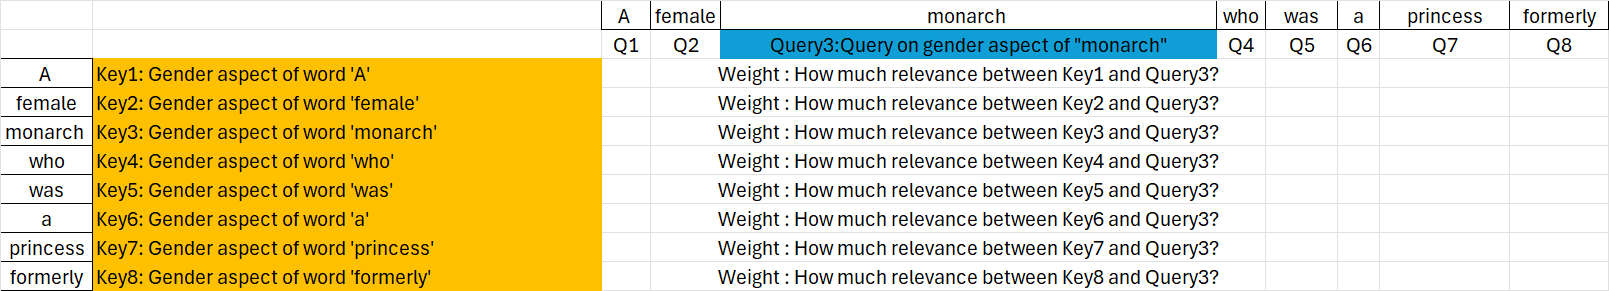 A female monarch who was a princess formerly
Q1 Q2 Query3:Query on gender aspect of "monarch" Q4 Q5 Q6 Q7 Q8
A Key1: Gender aspect of word 'A' Weight : How much relevance between Key1 and Query3?
female Key2: Gender aspect of word 'female' Weight : How much relevance between Key2 and Query3?
monarch Key3: Gender aspect of word 'monarch' Weight : How much relevance between Key3 and Query3?
who Key4: Gender aspect of word 'who' Weight : How much relevance between Key4 and Query3?
was Key5: Gender aspect of word 'was' Weight : How much relevance between Key5 and Query3?
a Key6: Gender aspect of word 'a' Weight : How much relevance between Key6 and Query3?
princess Key7: Gender aspect of word 'princess' Weight : How much relevance between Key7 and Query3?
formerly Key8: Gender aspect of word 'formerly' Weight : How much relevance between Key8 and Query3?